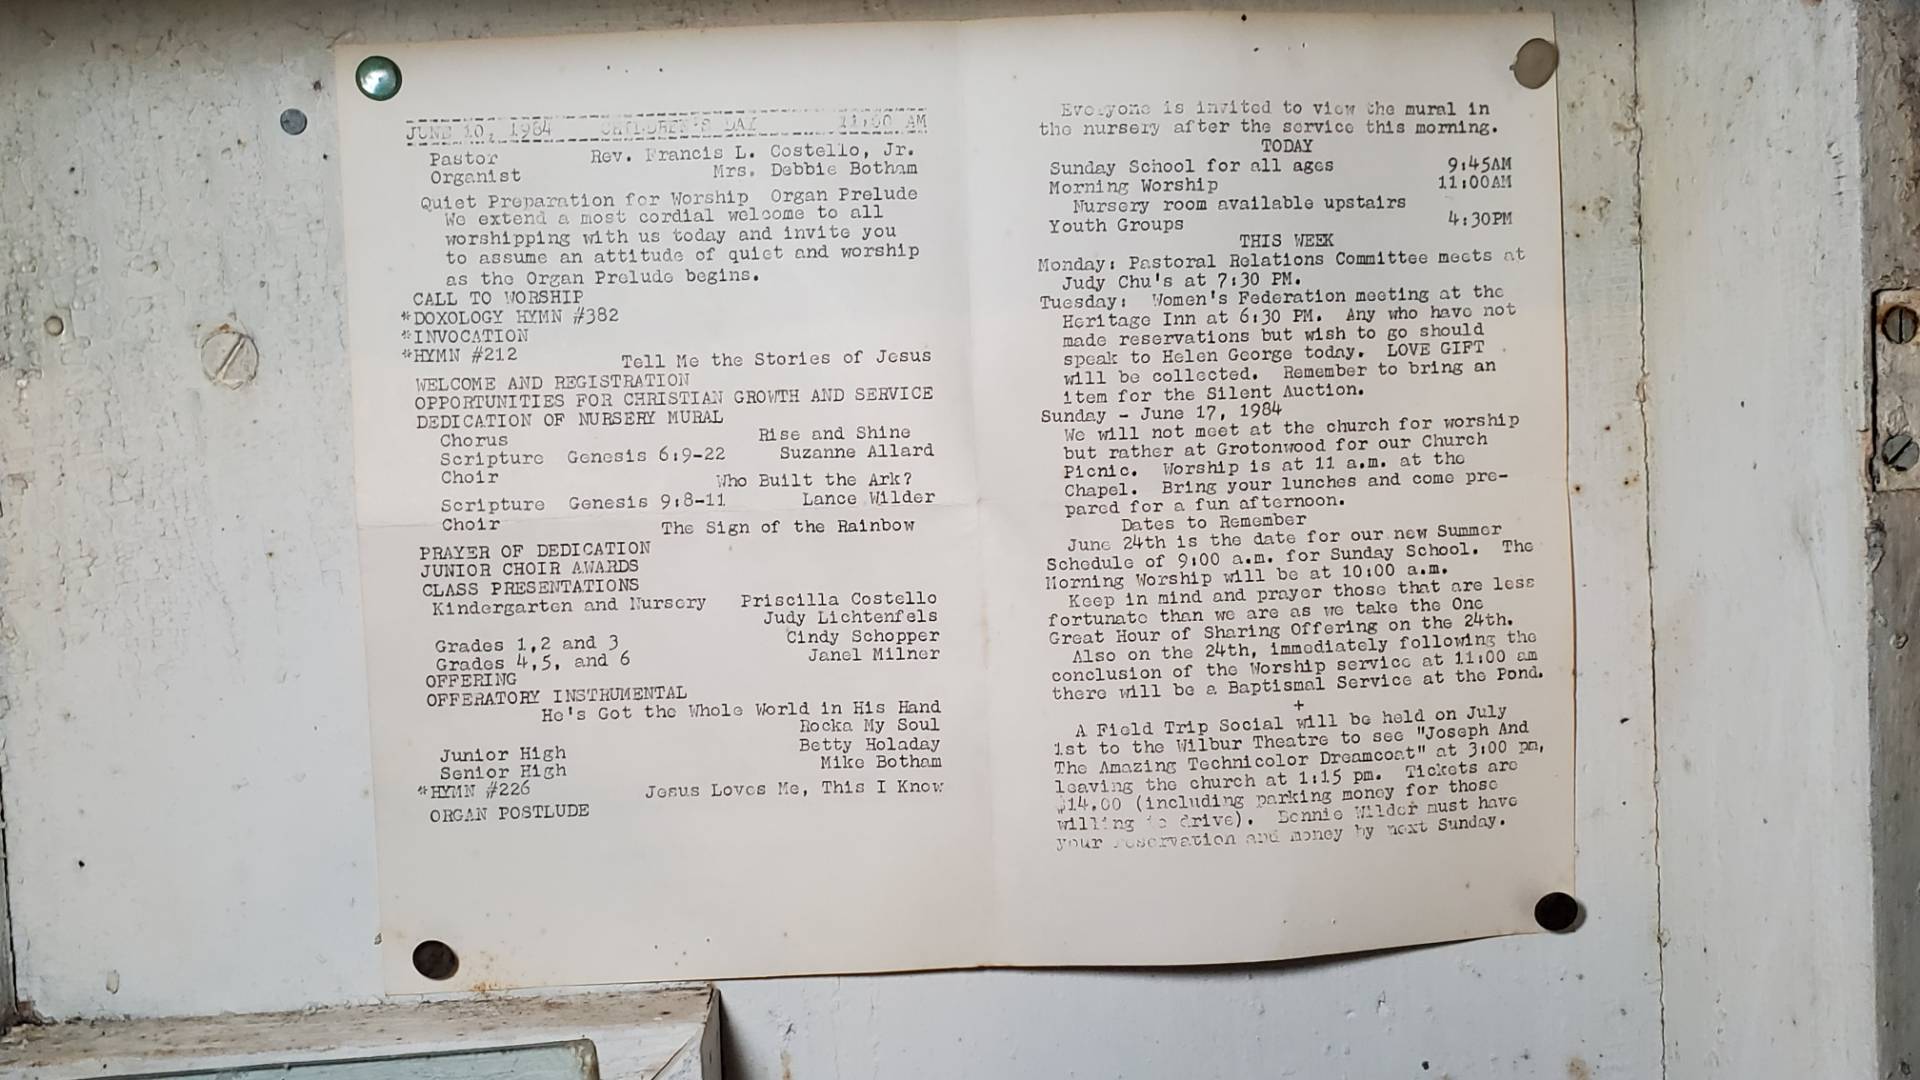 JUNE 10, 1984 CHILDREN'S DAY 11:00 AM
Pastor Rev. Francis L. Costello, Jr.
Organist Mrs. Debbie Botham
Quiet Preparation for Worship Organ Prelude
We extend a most cordial welcome to all
worshipping with us today and invite you
to assume an attitude of quiet and worship
as the Organ Prelude begins.
CALL TO WORSHIP
*DOXOLOGY HYMN #382
*INVOCATION
*HYMN #212 Tell Me the Stories of Jesus
WELCOME AND REGISTRATION
OPPORTUNITIES FOR CHRISTIAN GROWTH AND SERVICE
DEDICATION OF NURSERY MURAL
Chorus Rise and Shine
Scripture Genesis 6:9-22 Suzanne Allard
Choir Who Built the Ark?
Scripture Genesis 9:8-11 Lance Wilder
Choir The Sign of the Rainbow
PRAYER OF DEDICATION
JUNIOR CHOIR AWARDS
CLASS PRESENTATIONS
Kindergarten and Nursery Priscilla Costello
Judy Lichtenfels
Grades 1,2 and 3 Cindy Schopper
Grades 4,5, and 6 Janel Milner
OFFERING
OFFERATORY INSTRUMENTAL
He's Got the Whole World in His Hand
Rocka My Soul
Junior High Betty Holaday
Senior High Mike Botham
*HYMN #226 Jesus Loves Me, This I Know
ORGAN POSTLUDE
Everyone is invited to view the mural in
the nursery after the service this morning.
TODAY
Sunday School for all ages 9:45AM
Morning Worship 11:00AM
Nursery room available upstairs
Youth Groups 4:30PM
THIS WEEK
Monday: Pastoral Relations Committee meets at
Judy Chu's at 7:30 PM.
Tuesday: Women's Federation meeting at the
Heritage Inn at 6:30 PM. Any who have not
made reservations but wish to go should
speak to Helen George today. LOVE GIFT
will be collected. Remember to bring an
item for the Silent Auction.
Sunday - June 17, 1984
We will not meet at the church for worship
but rather at Grotonwood for our Church
Picnic. Worship is at 11 a.m. at the
Chapel. Bring your lunches and come pre-
pared for a fun afternoon.
Dates to Remember
June 24th is the date for our new Summer
Schedule of 9:00 a.m. for Sunday School. The
Morning Worship will be at 10:00 a.m.
Keep in mind and prayer those that are less
fortunate than we are as we take the One
Great Hour of Sharing Offering on the 24th.
Also on the 24th, immediately following the
conclusion of the Worship service at 11:00 am
there will be a Baptismal Service at the Pond.
+
A Field Trip Social will be held on July
1st to the Wilbur Theatre to see "Joseph And
The Amazing Technicolor Dreamcoat" at 3:00 pm,
leaving the church at 1:15 pm. Tickets are
$14.00 (including parking money for those
willing to drive). Bonnie Wilder must have
your reservation and money by next Sunday.